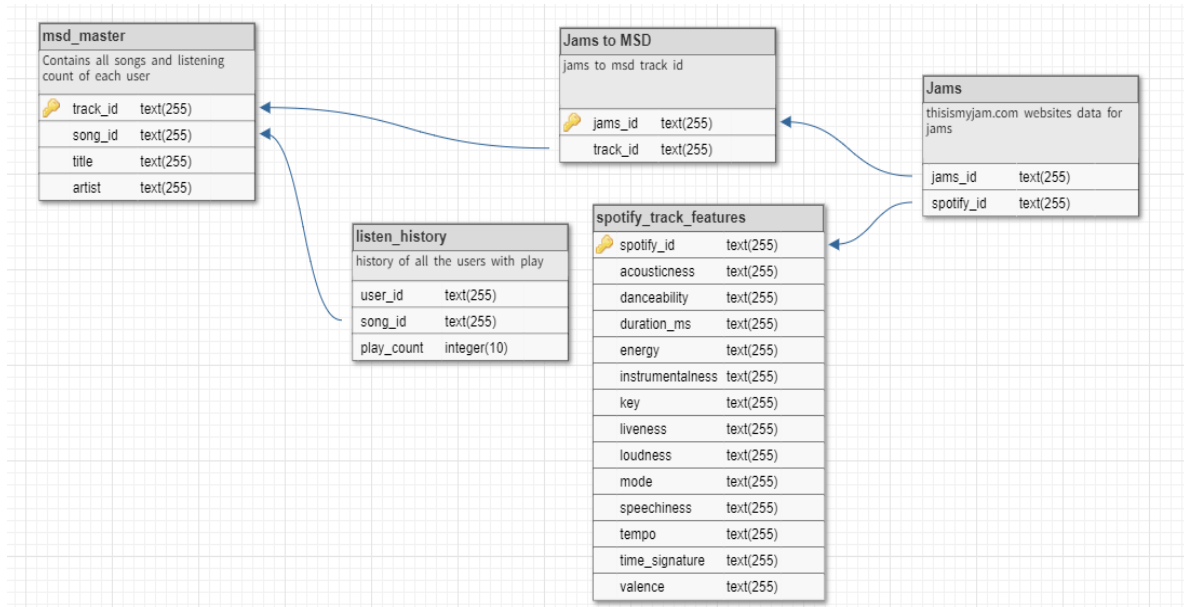 msd_master
Contains all songs and listening
count of each user
track_id text(255)
song_id text(255)
title text(255)
artist text(255)
Jams to MSD
jams to msd track id
jams_id text(255)
track_id text(255)
Jams
thisismyjam.com websites data for
jams
jams_id text(255)
spotify_id text(255)
listen_history
history of all the users with play
user_id text(255)
song_id text(255)
play_count integer(10)
spotify_track_features
spotify_id text(255)
acousticness text(255)
danceability text(255)
duration_ms text(255)
energy text(255)
instrumentalness text(255)
key text(255)
liveness text(255)
loudness text(255)
mode text(255)
speechiness text(255)
tempo text(255)
time_signature text(255)
valence text(255)